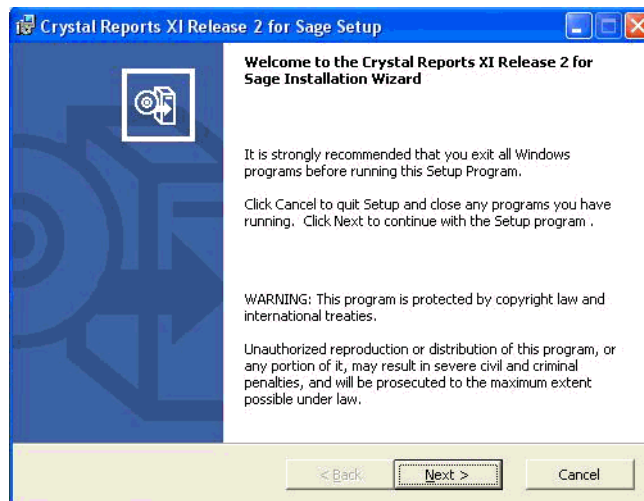 Crystal Reports XI Release 2 for Sage Setup
Welcome to the Crystal Reports XI Release 2 for
Sage Installation Wizard
It is strongly recommended that you exit all Windows
programs before running this Setup Program.
Click Cancel to quit Setup and close any programs you have
running. Click Next to continue with the Setup program .
WARNING: This program is protected by copyright law and
international treaties.
Unauthorized reproduction or distribution of this program, or
any portion of it, may result in severe civil and criminal
penalties, and will be prosecuted to the maximum extent
possible under law.
< Back
Next >
Cancel